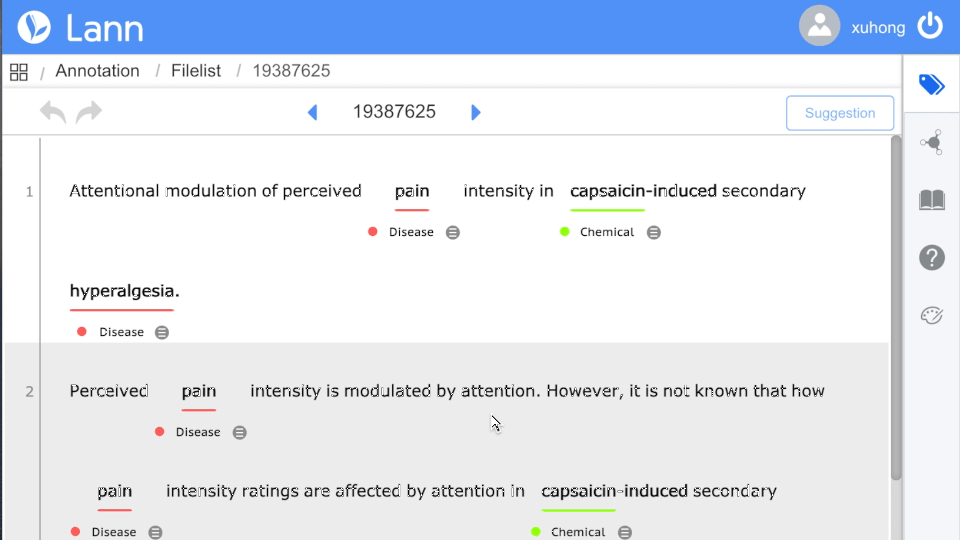 Lann
xuhong
/ Annotation / Filelist / 19387625
19387625
Suggestion
1 Attentional modulation of perceived pain intensity in capsaicin-induced secondary
Disease Chemical
hyperalgesia.
Disease
2 Perceived pain intensity is modulated by attention. However, it is not known that how
Disease
pain intensity ratings are affected by attention in capsaicin-induced secondary
Disease Chemical